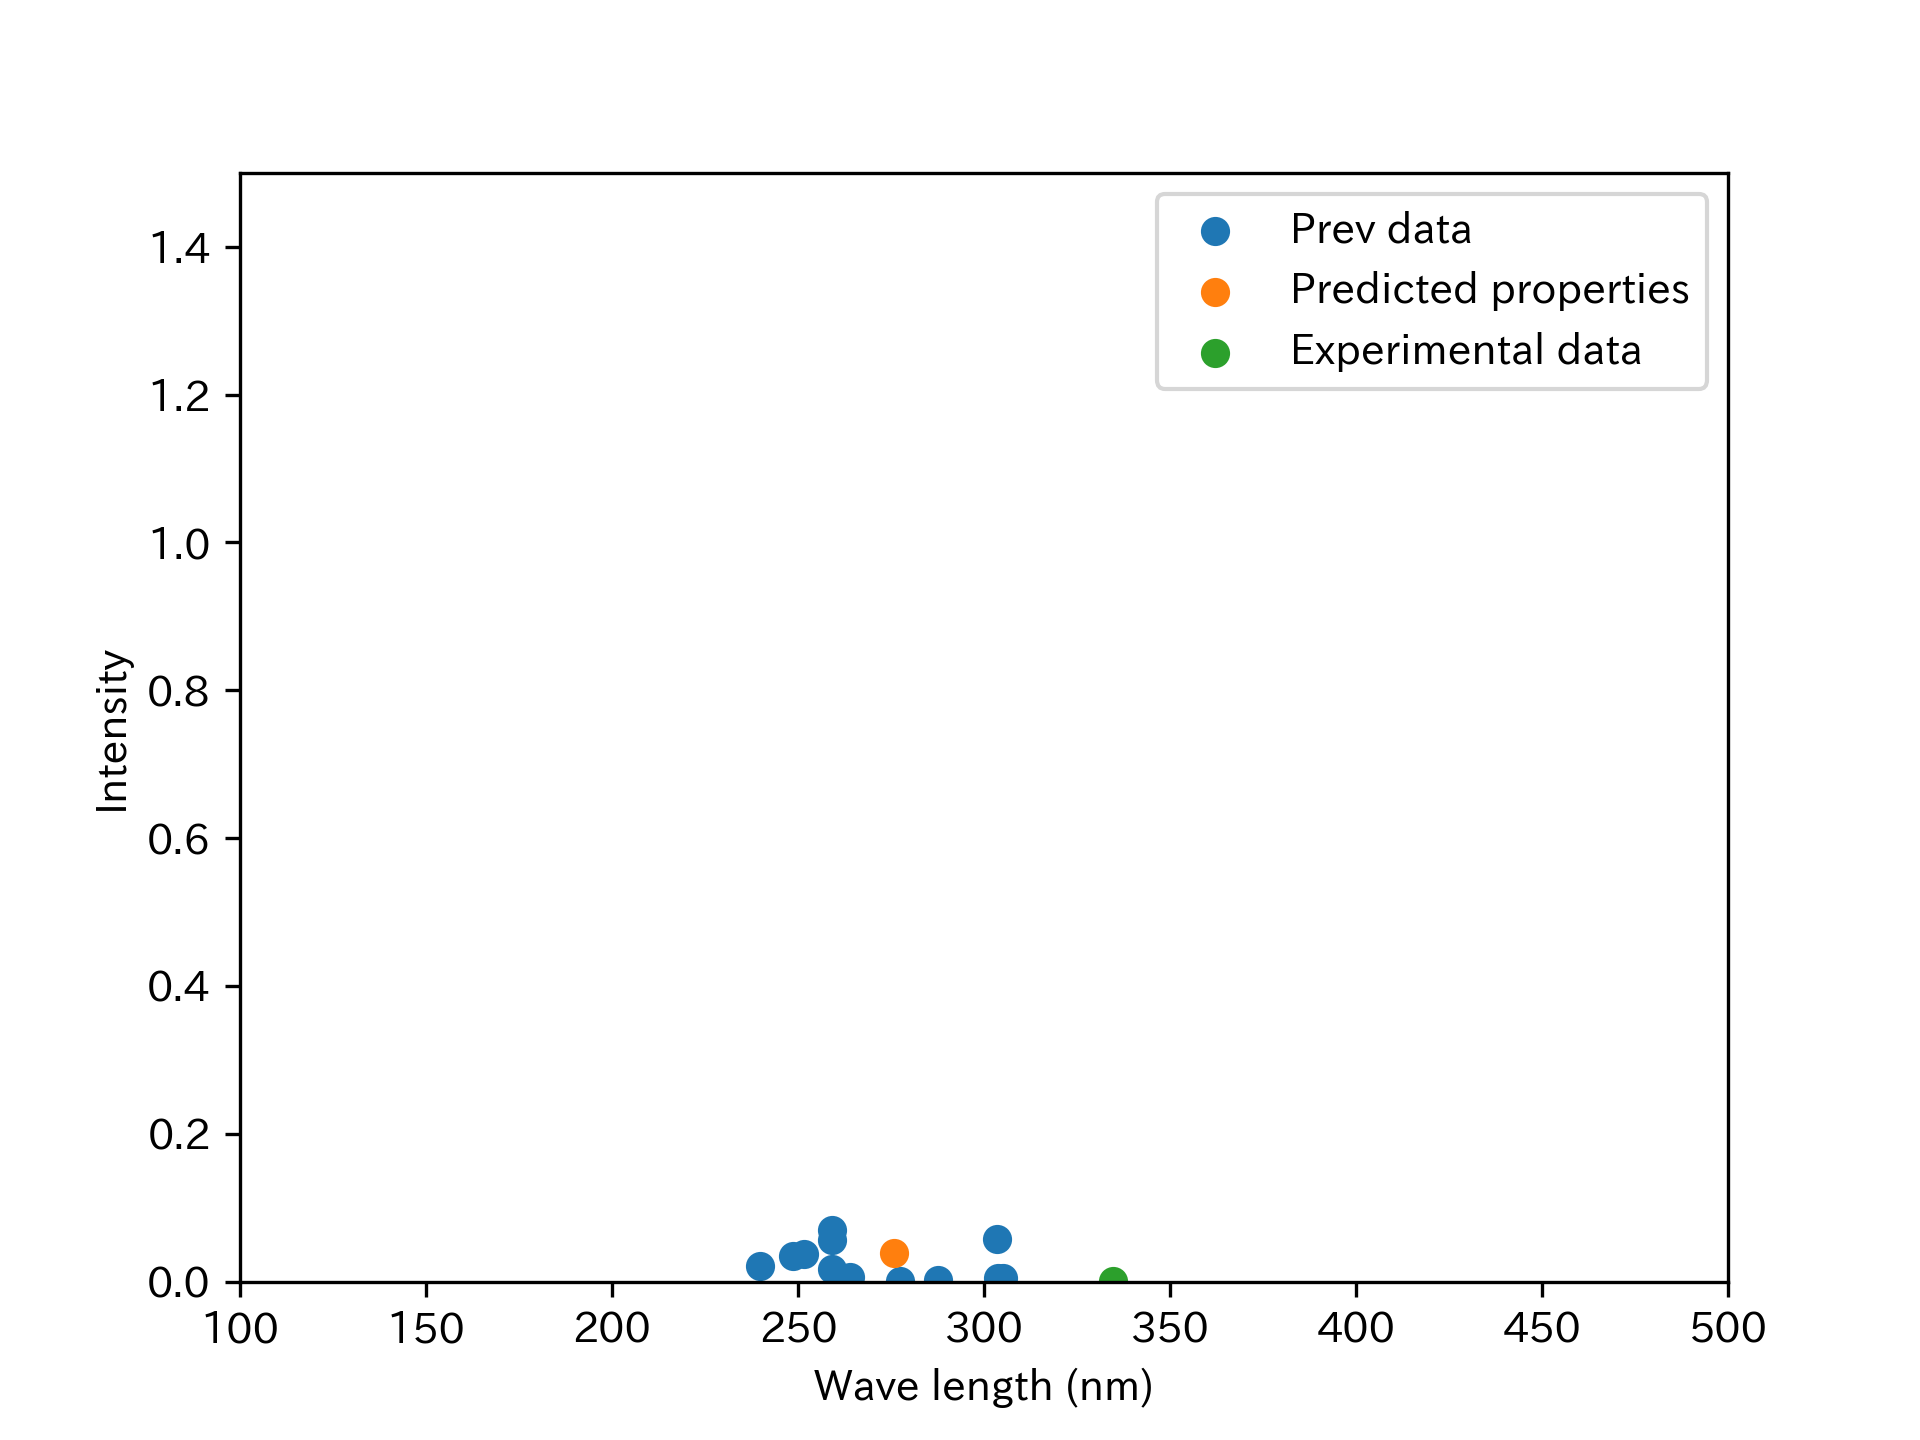 Prev data
Predicted properties
Experimental data
1.4
1.2
1.0
0.8
0.6
0.4
0.2
0.0
Intensity
100 150 200 250 300 350 400 450 500
Wave length (nm)